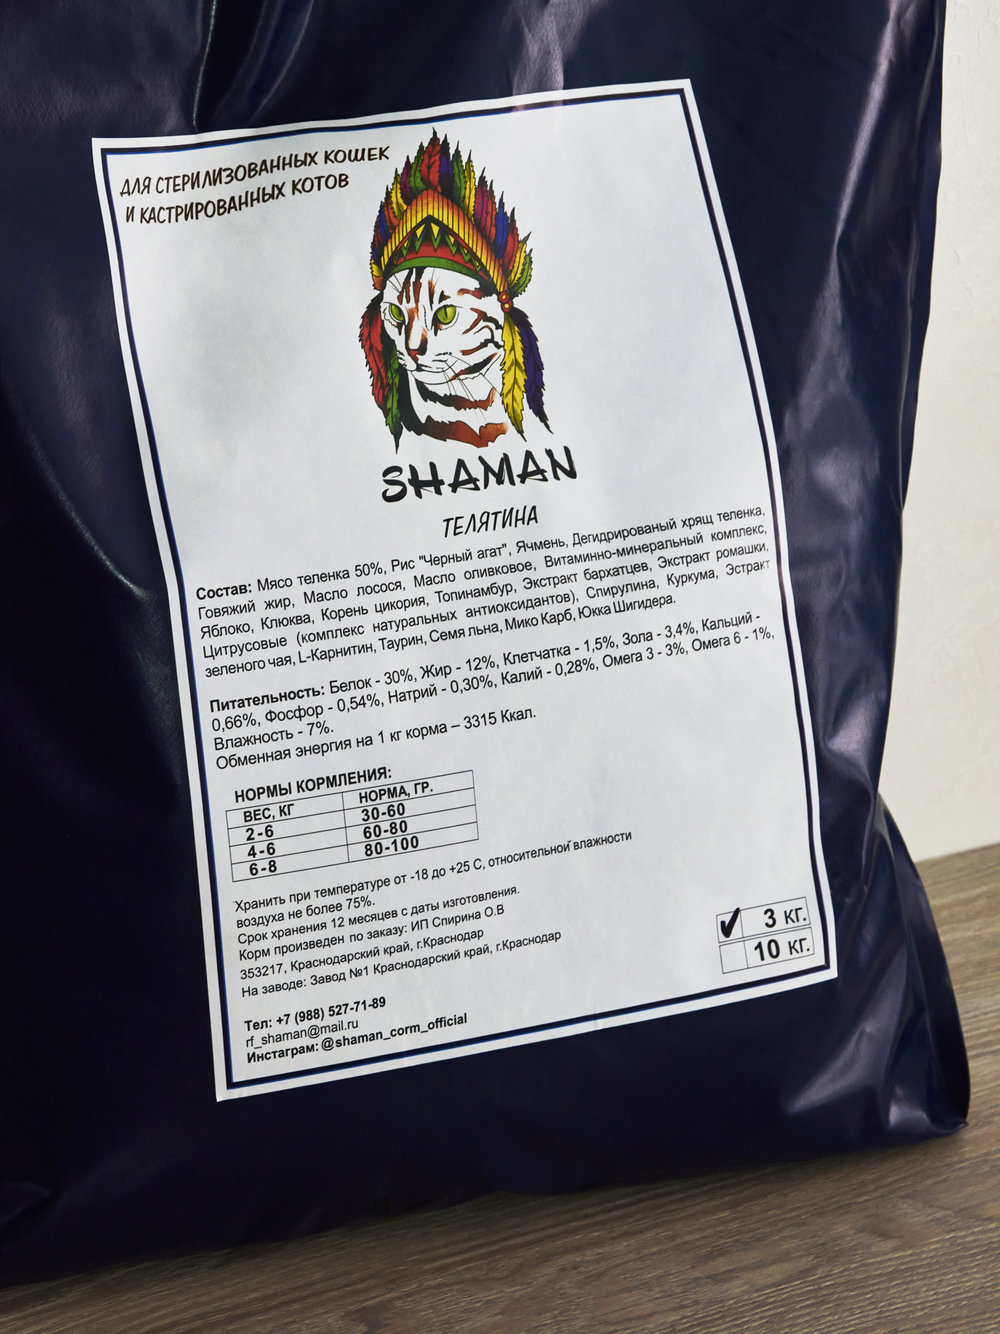 ДЛЯ СТЕРИЛИЗОВАННЫХ КОШЕК
И КАСТРИРОВАННЫХ КОТОВ
SHAMAN
ТЕЛЯТИНА
Состав: Мясо теленка 50%, Рис "Черный агат", Ячмень, Дегидрированый хрящ теленка,
Говяжий жир, Масло лосося, Масло оливковое, Витаминно-минеральный комплекс,
Яблоко, Клюква, Корень цикория, Топинамбур, Экстракт бархатцев, Экстракт ромашки,
Цитрусовые (комплекс натуральных антиоксидантов), Спирулина, Куркума, Эстракт
зеленого чая, L-Карнитин, Таурин, Семя льна, Мико Карб, Юкка Шигидера.
Питательность: Белок - 30%, Жир - 12%, Клетчатка - 1,5%, Зола - 3,4%, Кальций -
0,66%, Фосфор - 0,54%, Натрий - 0,30%, Калий - 0,28%, Омега 3 - 3%, Омега 6 - 1%,
Влажность - 7%.
Обменная энергия на 1 кг корма – 3315 Ккал.
НОРМЫ КОРМЛЕНИЯ:
ВЕС, КГ НОРМА, ГР.
2-6 30-60
4-6 60-80
6-8 80-100
Хранить при температуре от -18 до +25 С, относительной влажности
воздуха не более 75%.
Срок хранения 12 месяцев с даты изготовления.
Корм произведен по заказу: ИП Спирина О.В
353217, Краснодарский край, г.Краснодар
На заводе: Завод №1 Краснодарский край, г.Краснодар
✓ 3 КГ.
10 КГ.
Тел: +7 (988) 527-71-89
rf_shaman@mail.ru
Инстаграм: @shaman_corm_official